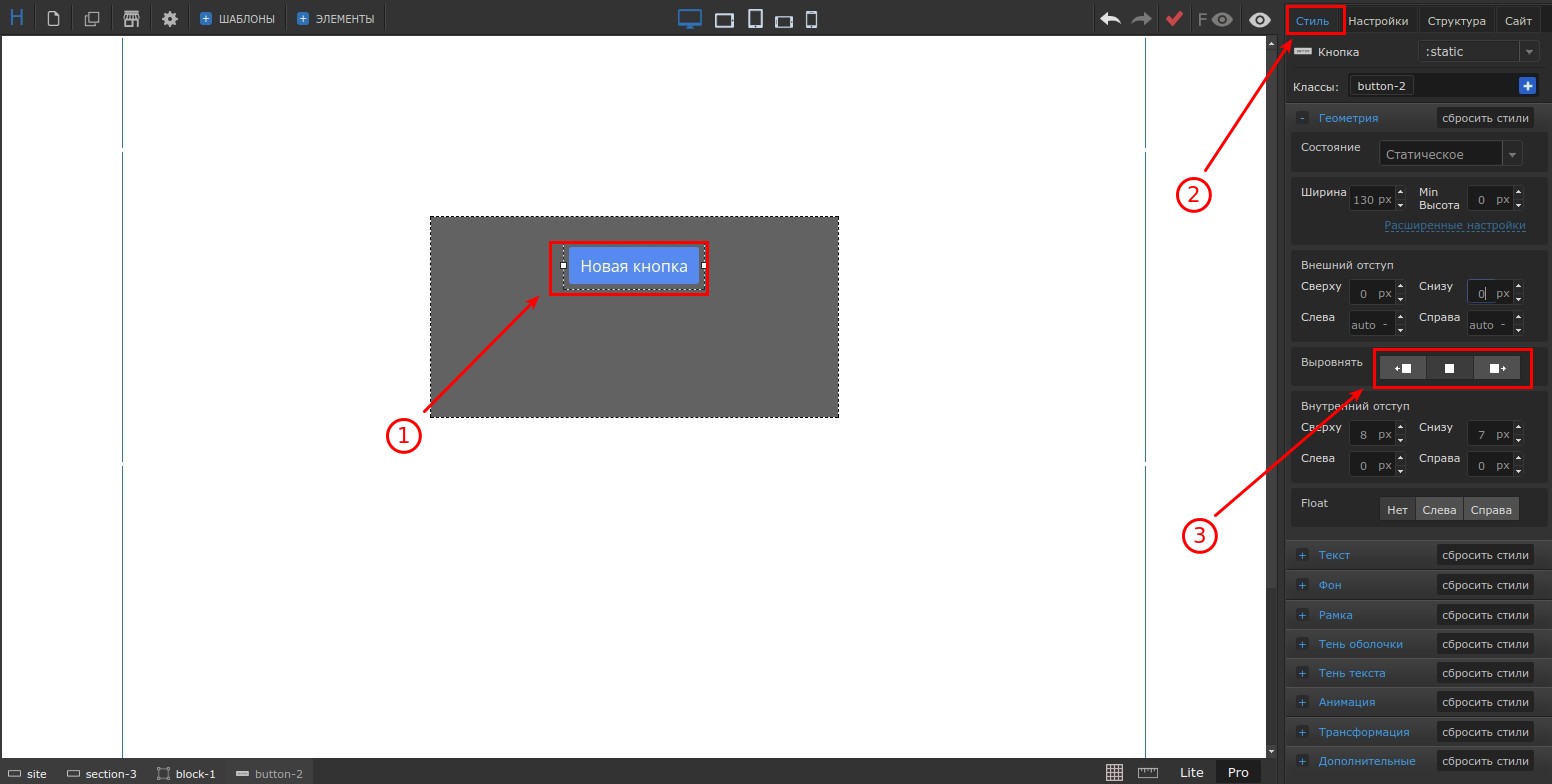 H ШАБЛОНЫ ЭЛЕМЕНТЫ F
Стиль Настройки Структура Сайт
Кнопка :static
Классы: button-2
- Геометрия сбросить стили
Состояние Статическое
Ширина 130 px Min Высота 0 px
Расширенные настройки
Внешний отступ
Сверху 0 px Снизу 0 px
Слева auto - Справа auto -
Выровнять
Внутренний отступ
Сверху 8 px Снизу 7 px
Слева 0 px Справа 0 px
Float Нет Слева Справа
+ Текст сбросить стили
+ Фон сбросить стили
+ Рамка сбросить стили
+ Тень оболочки сбросить стили
+ Тень текста сбросить стили
+ Анимация сбросить стили
+ Трансформация сбросить стили
+ Дополнительные сбросить стили
Новая кнопка
1
2
3
site section-3 block-1 button-2 Lite Pro